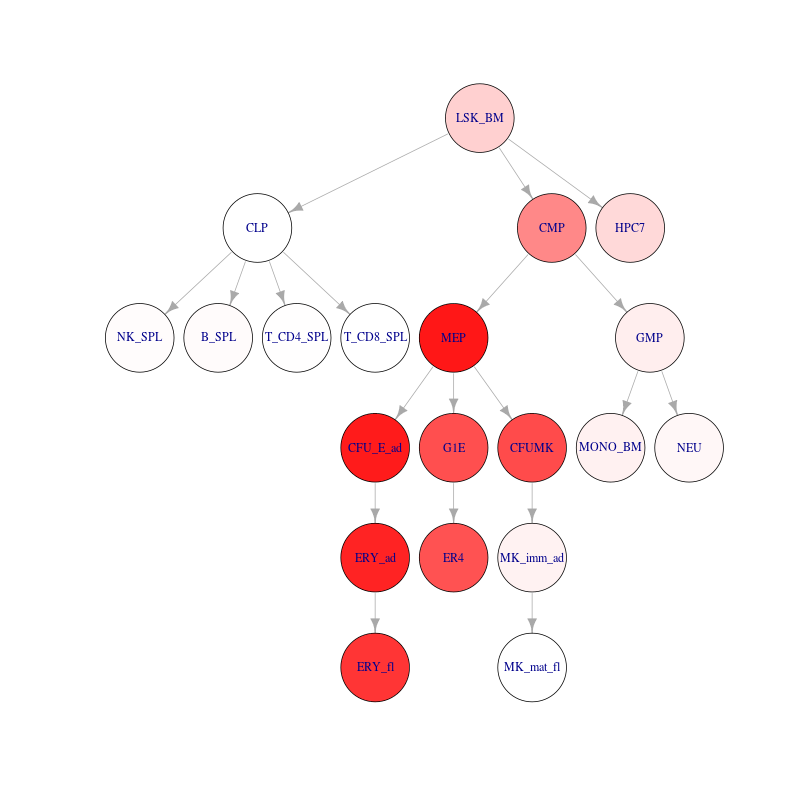 LSK_BM
CLP
CMP
HPC7
NK_SPL
B_SPL
T_CD4_SPL
T_CD8_SPL
MEP
GMP
CFU_E_ad
G1E
CFUMK
MONO_BM
NEU
ERY_ad
ER4
MK_imm_ad
ERY_fl
MK_mat_fl